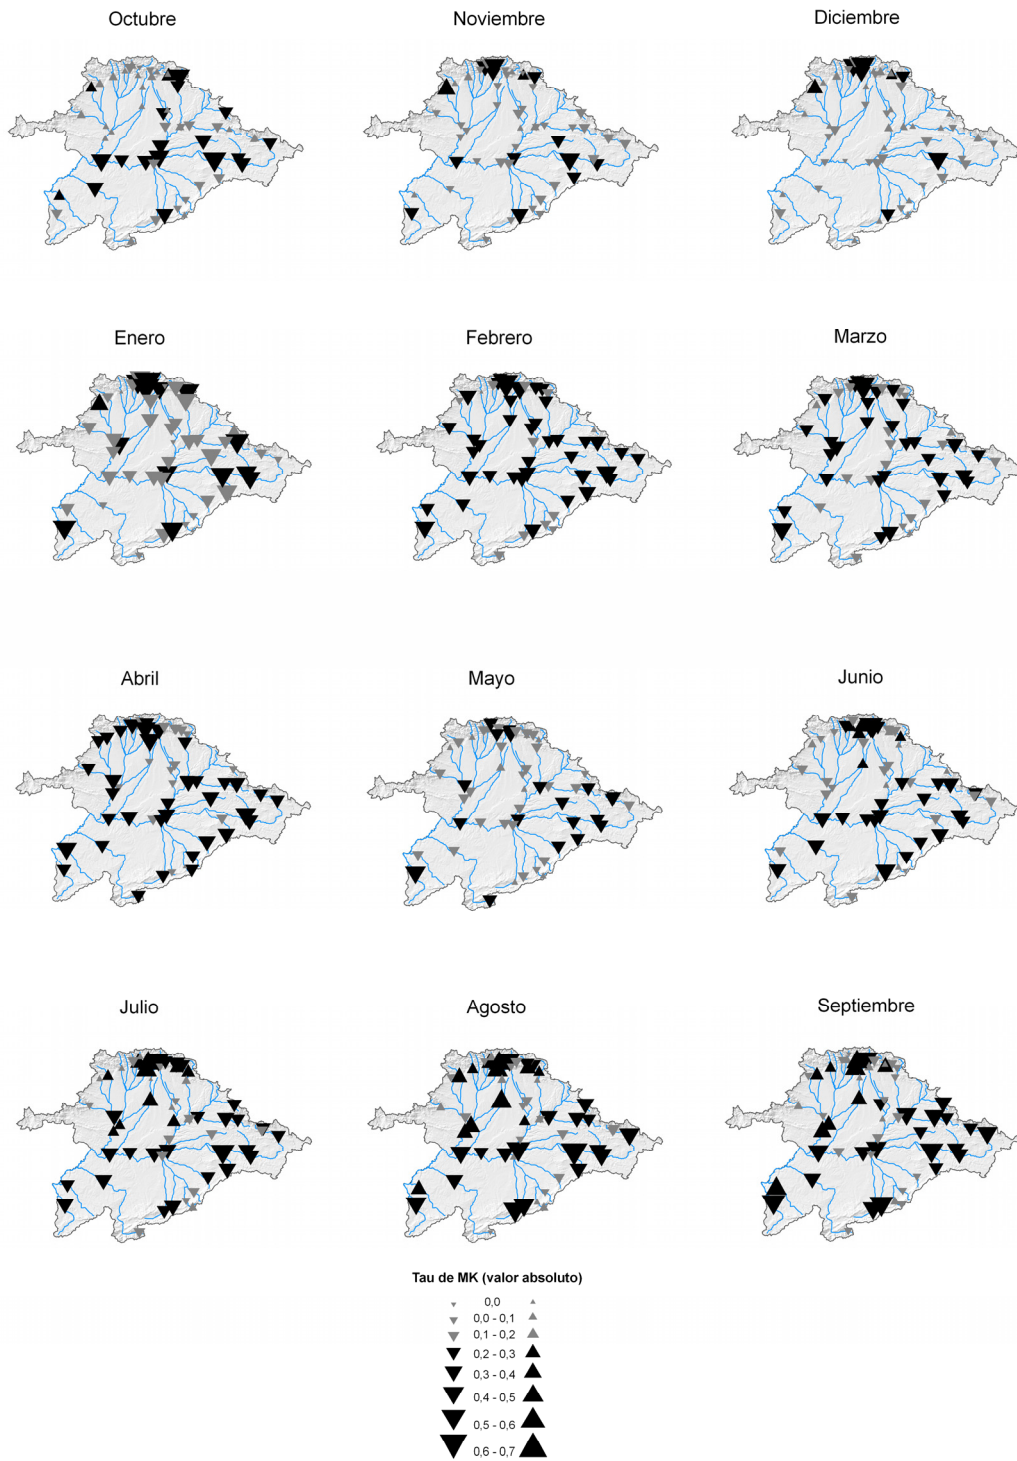 Octubre
Noviembre
Diciembre
Enero
Febrero
Marzo
Abril
Mayo
Junio
Julio
Agosto
Septiembre
Tau de MK (valor absoluto)
0,0
0,0 - 0,1
0,1 - 0,2
0,2 - 0,3
0,3 - 0,4
0,4 - 0,5
0,5 - 0,6
0,6 - 0,7